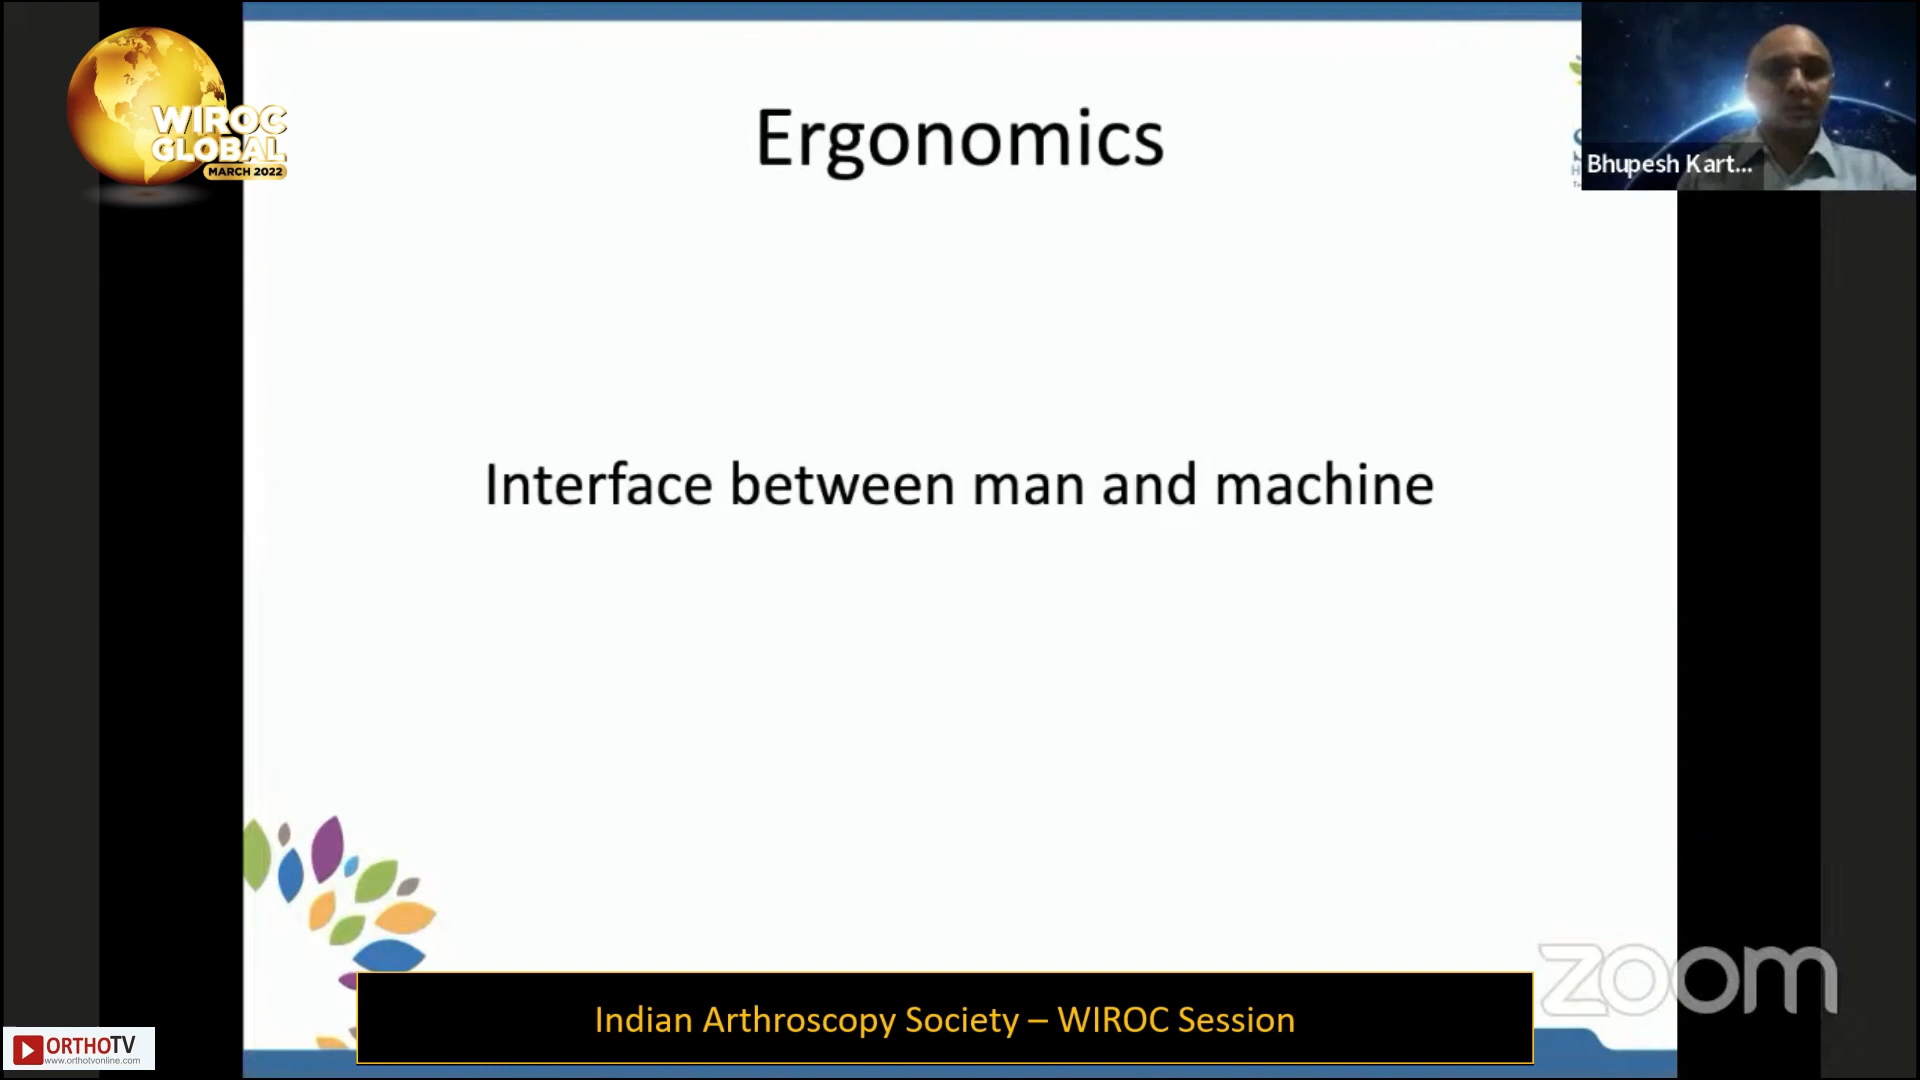 WIROC
GLOBAL
MARCH 2022
Ergonomics
Bhupesh Kart...
Interface between man and machine
zoom
Indian Arthroscopy Society – WIROC Session
ORTHOTV
www.orthotvonline.com